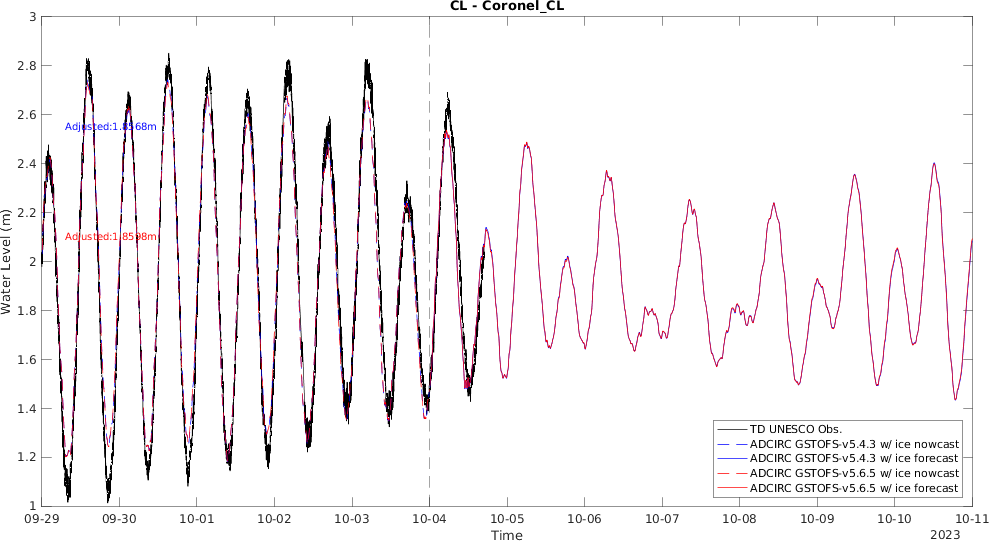 CL - Coronel_CL
3
2.8
2.6
2.4
2.2
2
1.8
1.6
1.4
1.2
1
Water Level (m)
Adjusted:1.8568m
Adjusted:1.8598m
TD UNESCO Obs.
ADCIRC GSTOFS-v5.4.3 w/ ice nowcast
ADCIRC GSTOFS-v5.4.3 w/ ice forecast
ADCIRC GSTOFS-v5.6.5 w/ ice nowcast
ADCIRC GSTOFS-v5.6.5 w/ ice forecast
09-29 09-30 10-01 10-02 10-03 10-04 10-05 10-06 10-07 10-08 10-09 10-10 10-11
Time
2023